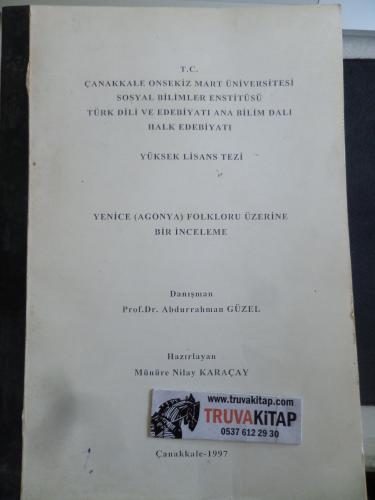 T.C.
ÇANAKKALE ONSEKİZ MART ÜNİVERSİTESİ
SOSYAL BİLİMLER ENSTİTÜSÜ
TÜRK DİLİ VE EDEBİYATI ANA BİLİM DALI
HALK EDEBİYATI
YÜKSEK LİSANS TEZİ
YENİCE (AGONYA) FOLKLORU ÜZERİNE
BİR İNCELEME
Danışman
Prof.Dr. Abdurrahman GÜZEL
Hazırlayan
Münüre Nilay KARAÇAY
www.truvakitap.com
TRUVAKİTAP
0537 612 29 30
Çanakkale-1997